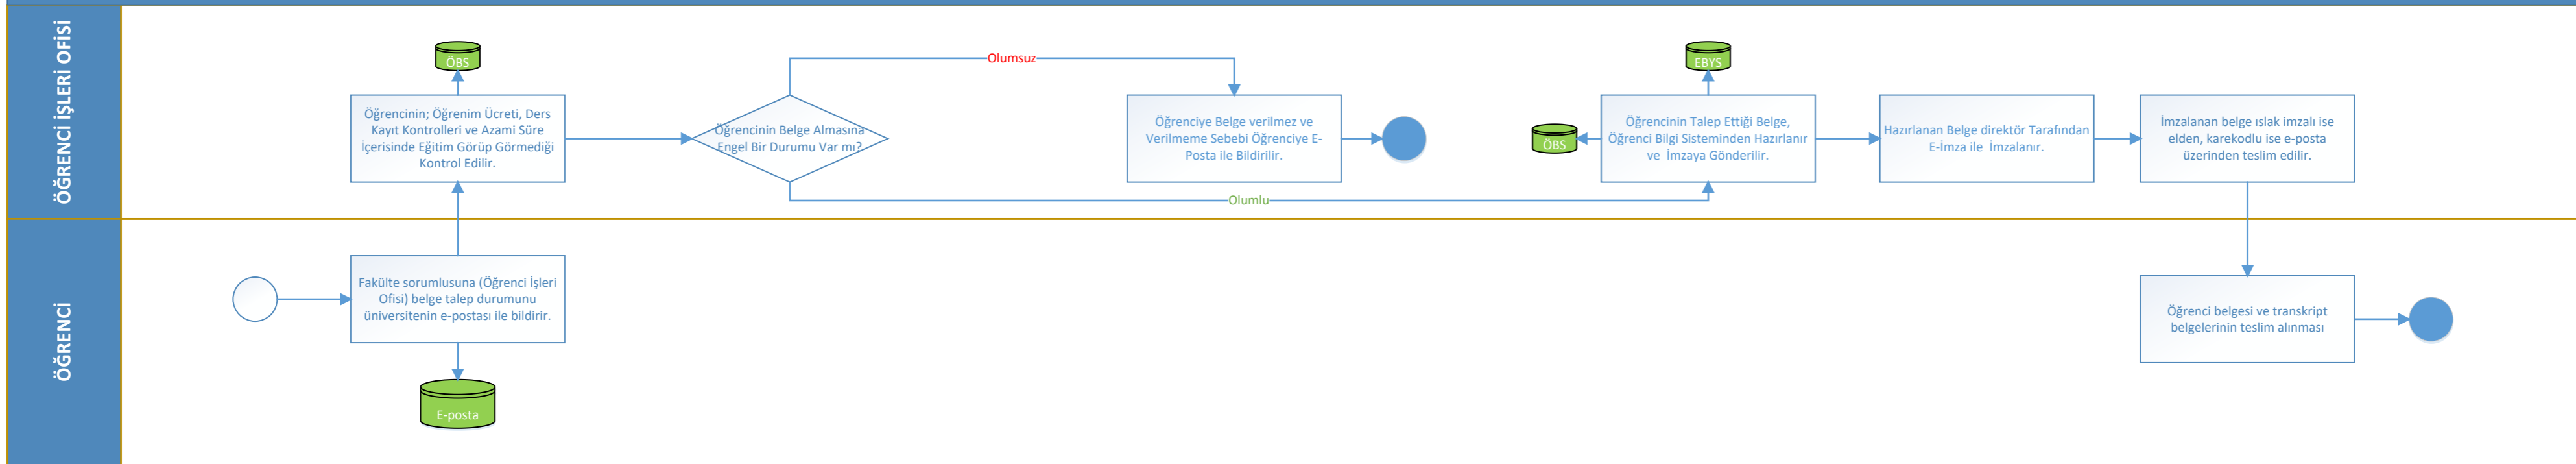 ÖĞRENCİ İŞLERİ OFİSİ
ÖBS
Öğrencinin; Öğrenim Ücreti, Ders
Kayıt Kontrolleri ve Azami Süre
İçerisinde Eğitim Görüp Görmediği
Kontrol Edilir.
Öğrencinin Belge Almasına
Engel Bir Durumu Var mı?
Olumsuz
Olumlu
Öğrenciye Belge verilmez ve
Verilmeme Sebebi Öğrenciye E-
Posta ile Bildirilir.
EBYS
ÖBS
Öğrencinin Talep Ettiği Belge,
Öğrenci Bilgi Sisteminden Hazırlanır
ve İmzaya Gönderilir.
Hazırlanan Belge direktör Tarafından
E-İmza ile İmzalanır.
İmzalanan belge ıslak imzalı ise
elden, karekodlu ise e-posta
üzerinden teslim edilir.
ÖĞRENCİ
Fakülte sorumlusuna (Öğrenci İşleri
Ofisi) belge talep durumunu
üniversitenin e-postası ile bildirir.
E-posta
Öğrenci belgesi ve transkript
belgelerinin teslim alınması